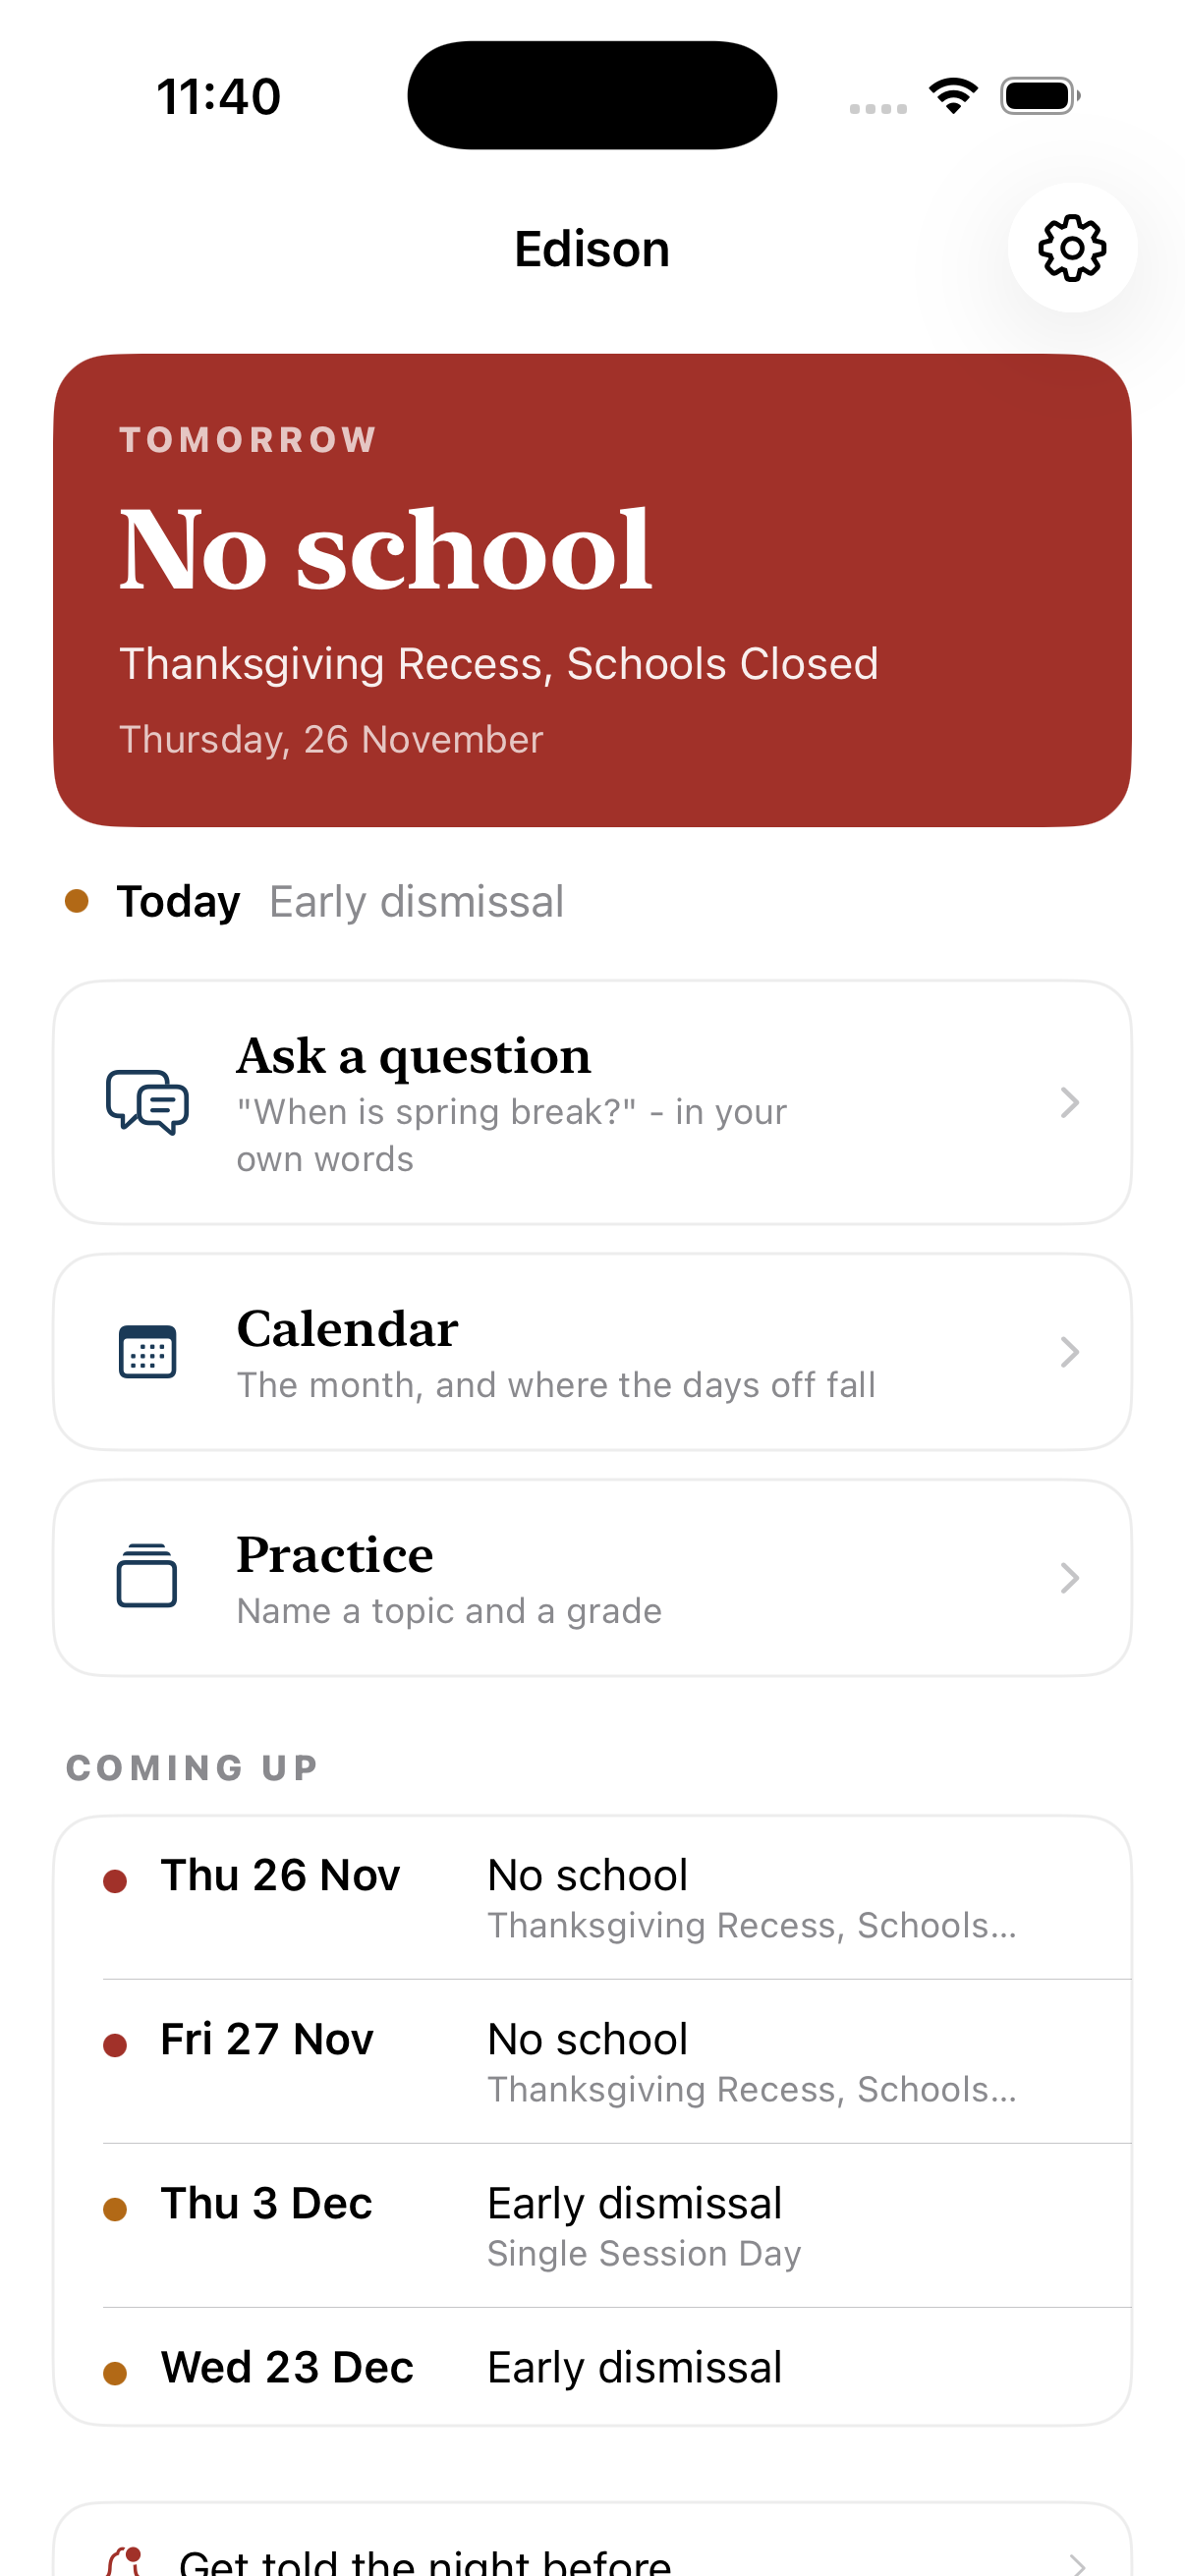 11:40
Edison
TOMORROW
No school
Thanksgiving Recess, Schools Closed
Thursday, 26 November
Today Early dismissal
Ask a question
"When is spring break?" - in your
own words
Calendar
The month, and where the days off fall
Practice
Name a topic and a grade
COMING UP
Thu 26 Nov No school
Thanksgiving Recess, Schools...
Fri 27 Nov No school
Thanksgiving Recess, Schools...
Thu 3 Dec Early dismissal
Single Session Day
Wed 23 Dec Early dismissal
Get told the night before